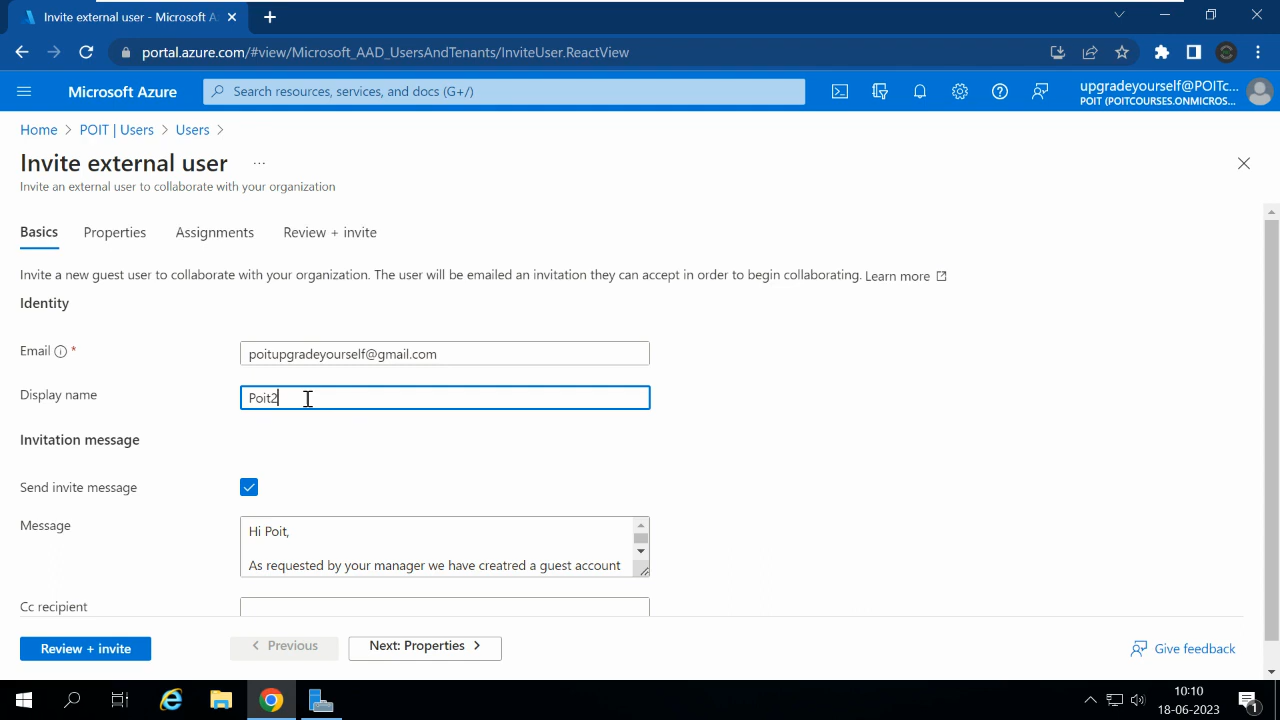 Invite external user - Microsoft A
portal.azure.com/#view/Microsoft_AAD_UsersAndTenants/InviteUser.ReactView
Microsoft Azure
Search resources, services, and docs (G+/)
upgradeyourself@POITc...
POIT (POITCOURSES.ONMICROS...
Home > POIT | Users > Users >
Invite external user ...
Invite an external user to collaborate with your organization
Basics Properties Assignments Review + invite
Invite a new guest user to collaborate with your organization. The user will be emailed an invitation they can accept in order to begin collaborating. Learn more
Identity
Email * poitupgradeyourself@gmail.com
Display name Poit2
Invitation message
Send invite message
Message Hi Poit,
As requested by your manager we have creatred a guest account
Cc recipient
Review + invite < Previous Next: Properties > Give feedback
10:10
18-06-2023
1